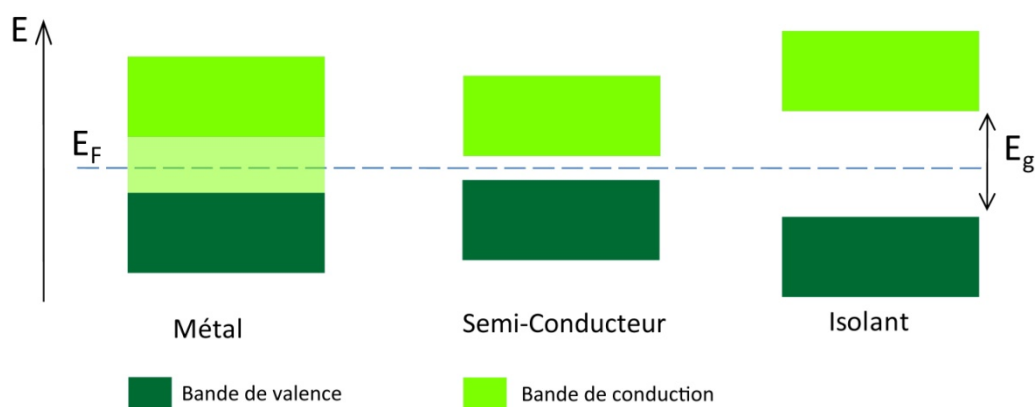 E
E_F
E_g
Métal
Semi-Conducteur
Isolant
Bande de valence
Bande de conduction